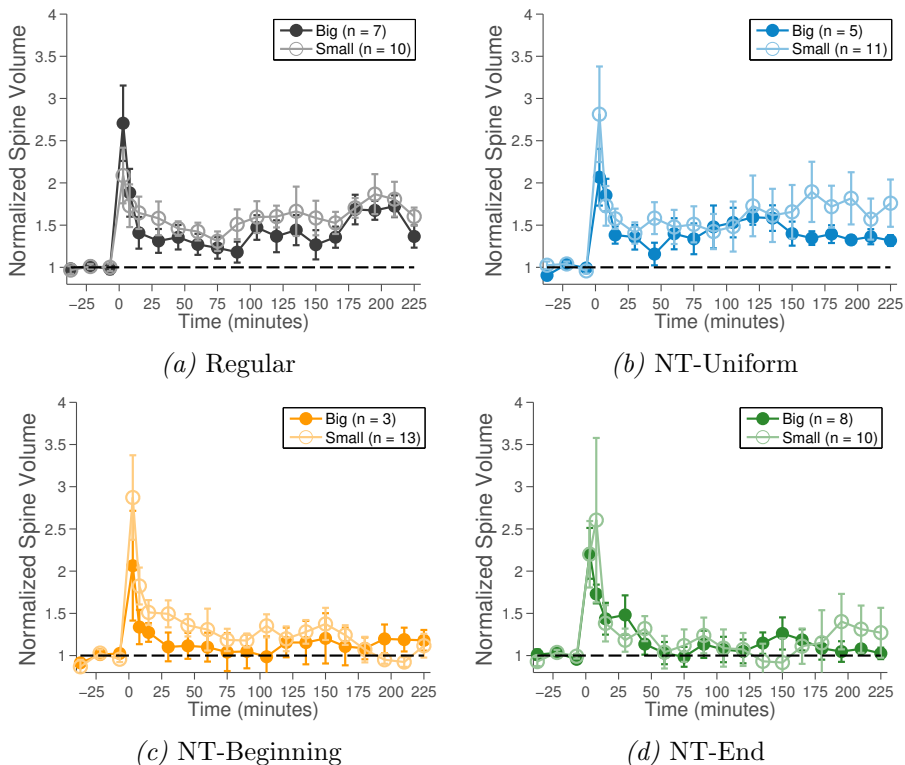 4
3.5
3
2.5
2
1.5
1
Normalized Spine Volume
Big (n = 7)
Small (n = 10)
−25 0 25 50 75 100 125 150 175 200 225
Time (minutes)
(a) Regular
4
3.5
3
2.5
2
1.5
1
Normalized Spine Volume
Big (n = 5)
Small (n = 11)
−25 0 25 50 75 100 125 150 175 200 225
Time (minutes)
(b) NT-Uniform
4
3.5
3
2.5
2
1.5
1
Normalized Spine Volume
Big (n = 3)
Small (n = 13)
−25 0 25 50 75 100 125 150 175 200 225
Time (minutes)
(c) NT-Beginning
4
3.5
3
2.5
2
1.5
1
Normalized Spine Volume
Big (n = 8)
Small (n = 10)
−25 0 25 50 75 100 125 150 175 200 225
Time (minutes)
(d) NT-End